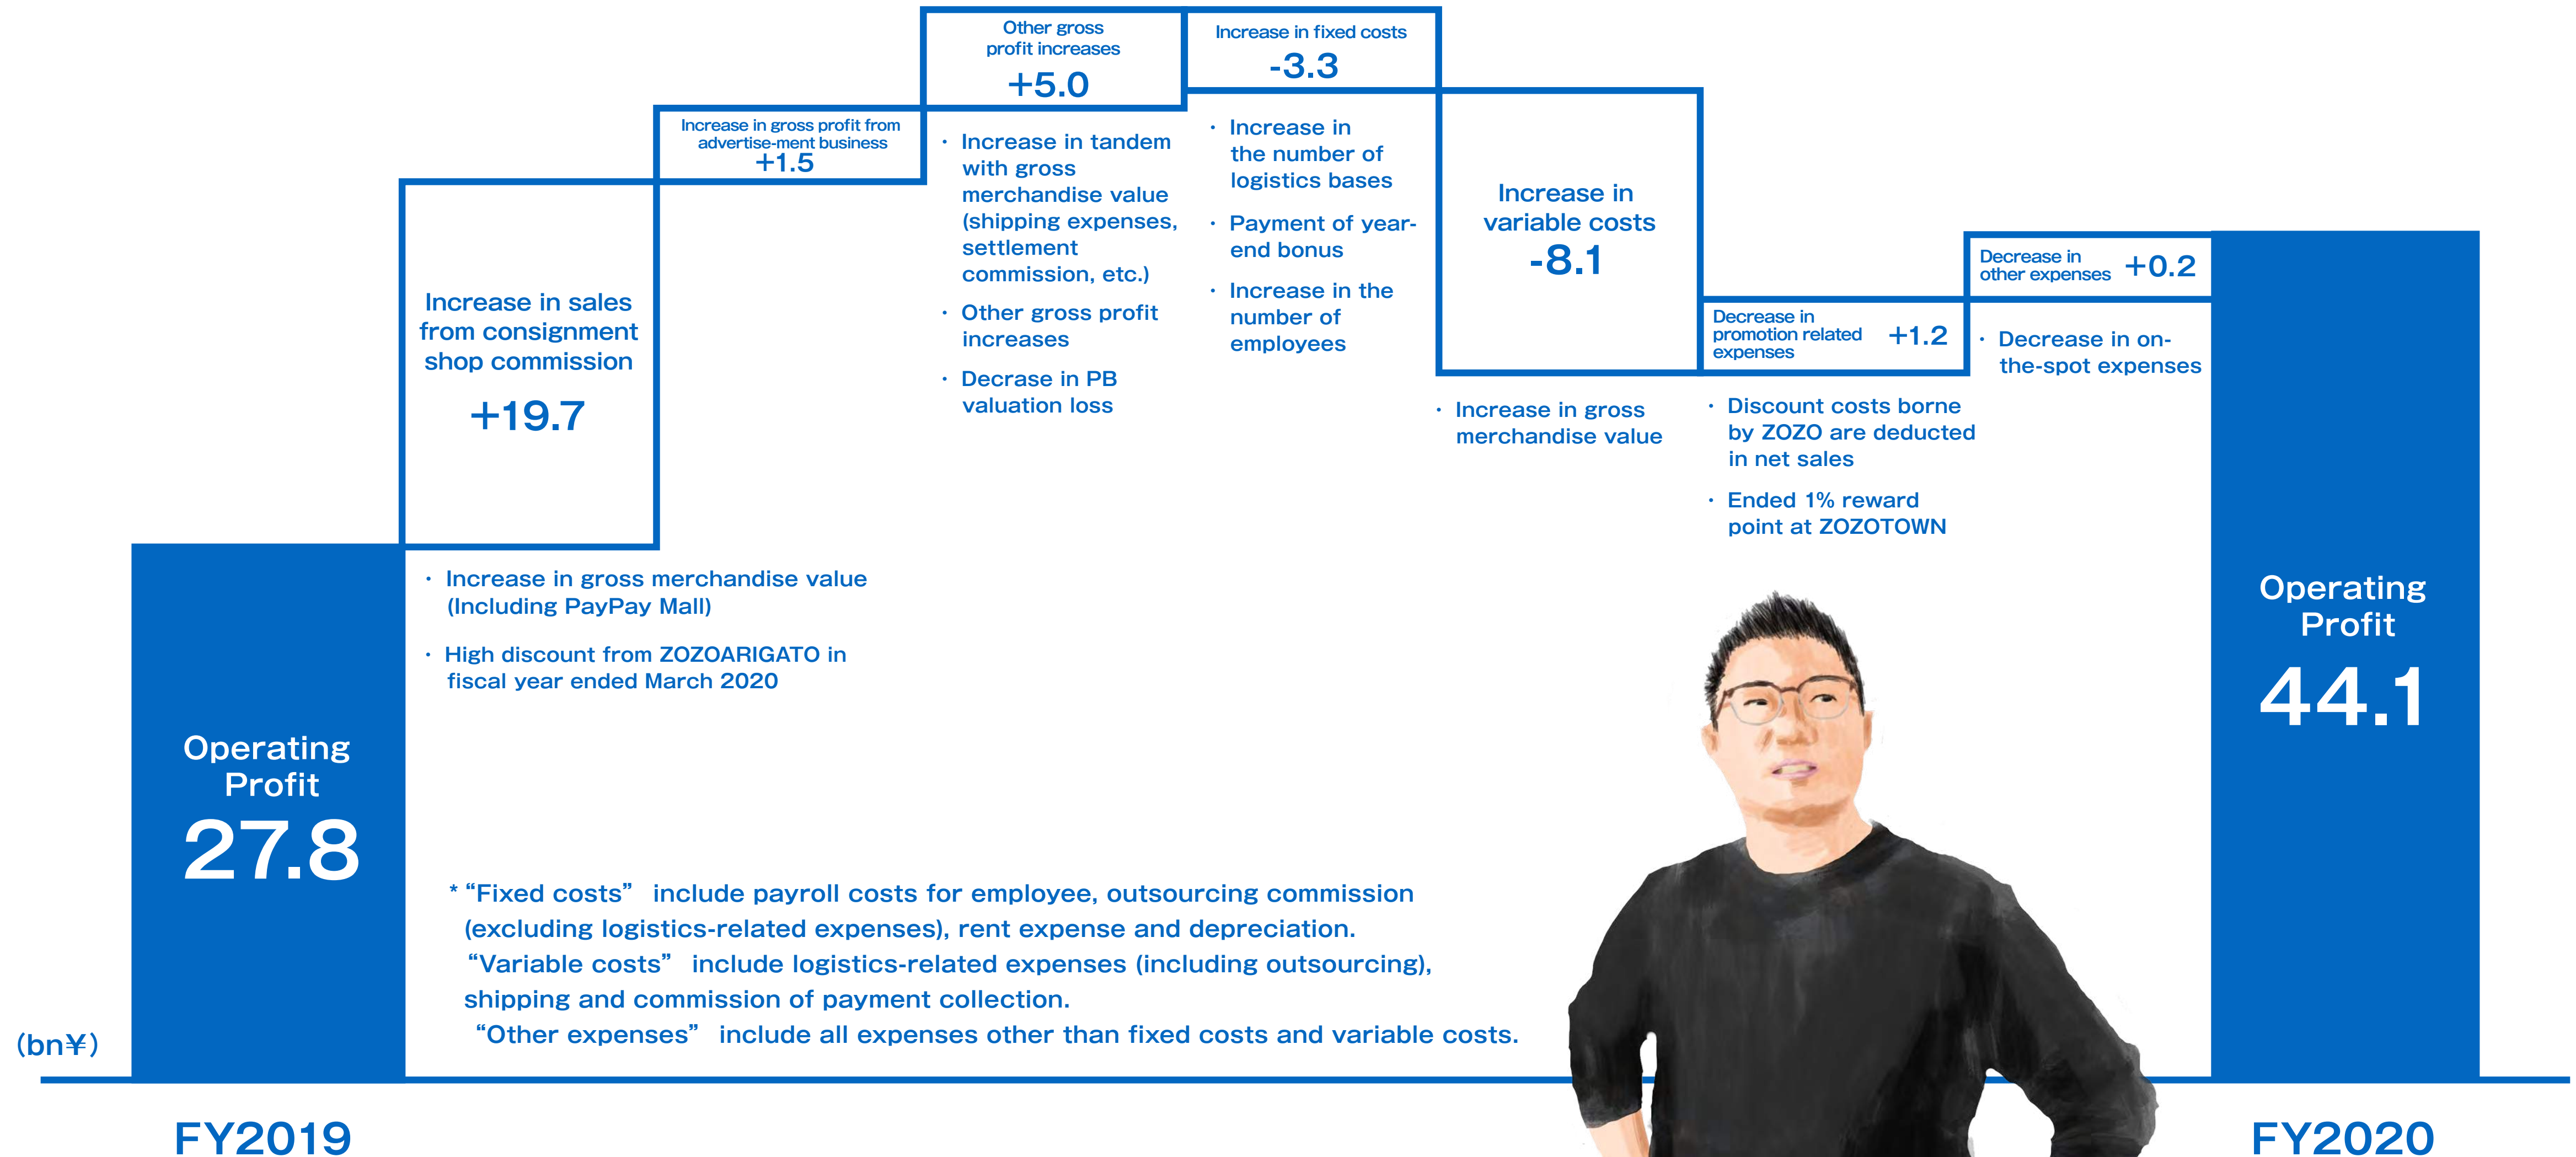 Operating
Profit
27.8
(bn¥)
FY2019
Increase in sales
from consignment
shop commission
+19.7
・ Increase in gross merchandise value
(Including PayPay Mall)
・ High discount from ZOZOARIGATO in
fiscal year ended March 2020
Increase in gross profit from
advertise-ment business
+1.5
Other gross
profit increases
+5.0
・ Increase in tandem
with gross
merchandise value
(shipping expenses,
settlement
commission, etc.)
・ Other gross profit
increases
・ Decrase in PB
valuation loss
Increase in fixed costs
-3.3
・ Increase in
the number of
logistics bases
・ Payment of year-
end bonus
・ Increase in the
number of
employees
Increase in
variable costs
-8.1
・ Increase in gross
merchandise value
Decrease in
promotion related
expenses
+1.2
・ Discount costs borne
by ZOZO are deducted
in net sales
・ Ended 1% reward
point at ZOZOTOWN
Decrease in
other expenses
+0.2
・ Decrease in on-
the-spot expenses
Operating
Profit
44.1
FY2020
* “Fixed costs” include payroll costs for employee, outsourcing commission
(excluding logistics-related expenses), rent expense and depreciation.
“Variable costs” include logistics-related expenses (including outsourcing),
shipping and commission of payment collection.
“Other expenses” include all expenses other than fixed costs and variable costs.